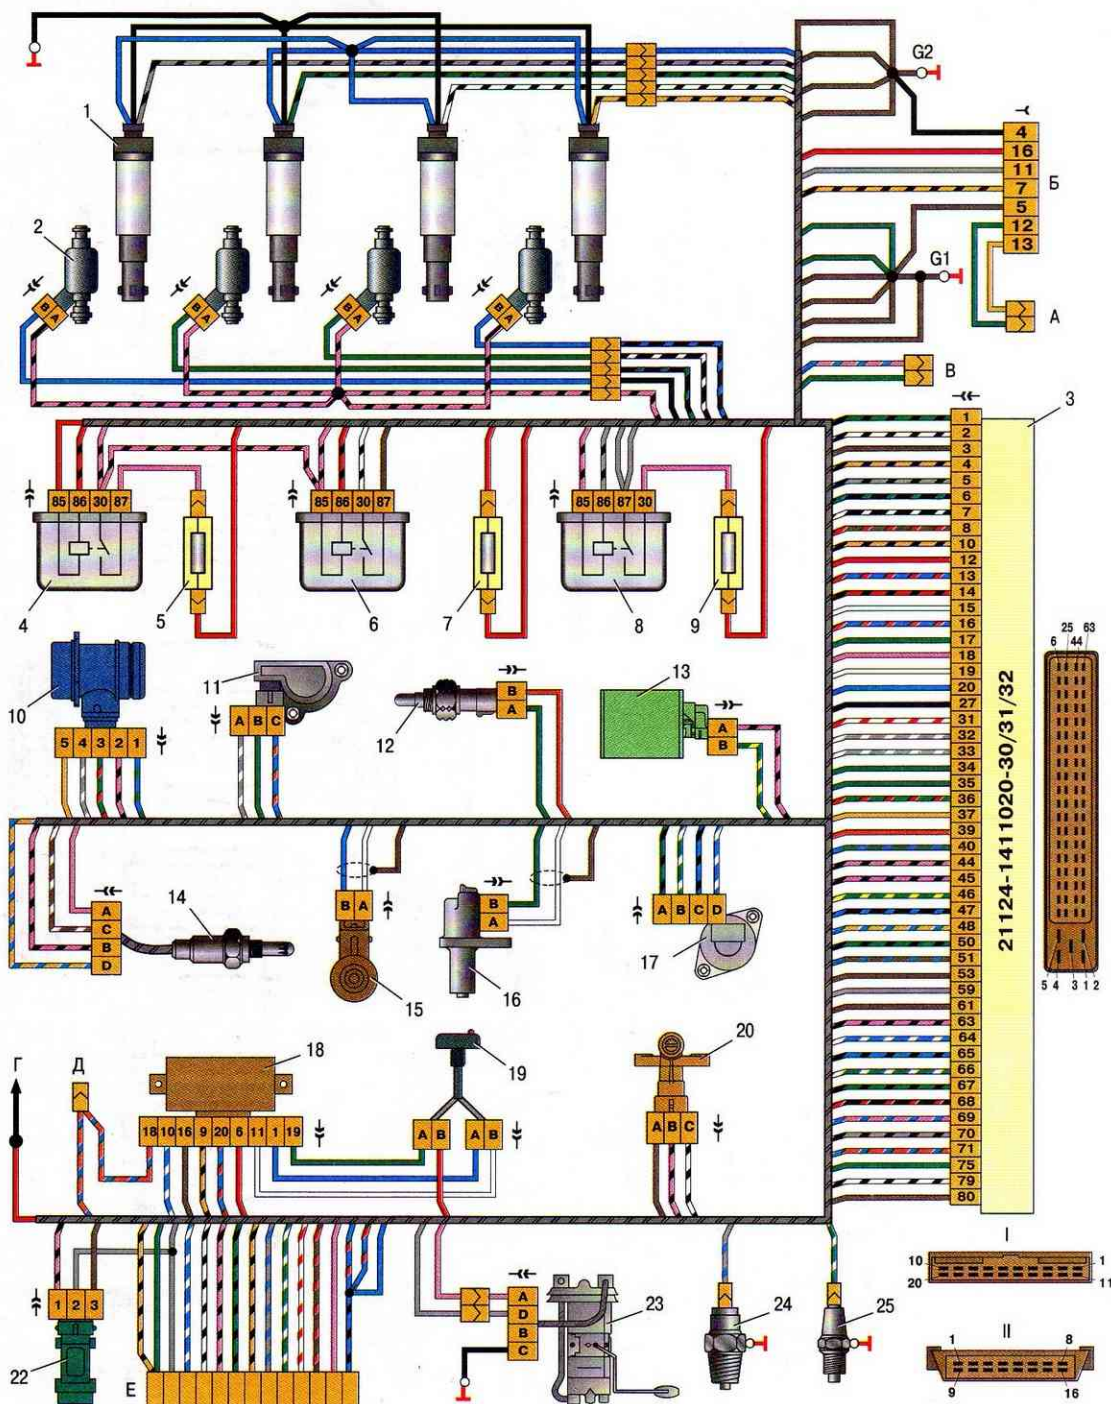 G2
1
4
16
11
7
5
12
13
Б
2
B
A
B
A
B
A
B
A
G1
А
В
3
1
2
3
4
5
6
7
8
10
12
13
14
15
16
17
18
19
20
27
31
32
33
34
35
36
37
39
40
44
45
46
47
48
50
51
53
59
61
63
64
65
66
67
68
69
70
71
75
79
80
21124-1411020-30/31/32
6 25 44 63
5 4 3 1 2
85 86 30 87
85 86 30 87
85 86 87 30
4
5
6
7
8
9
10
11
12
13
5 4 3 2 1
A B C
B
A
A
B
A
C
B
D
14
B A
15
B
A
16
A B C D
17
Г
Д
18
19
20
18 10 16 9 20 6 11 1 19
A B
A B
A B C
I
10 1
20 11
1 2 3
22
Е
A
D
B
C
23
24
25
II
1 8
9 16